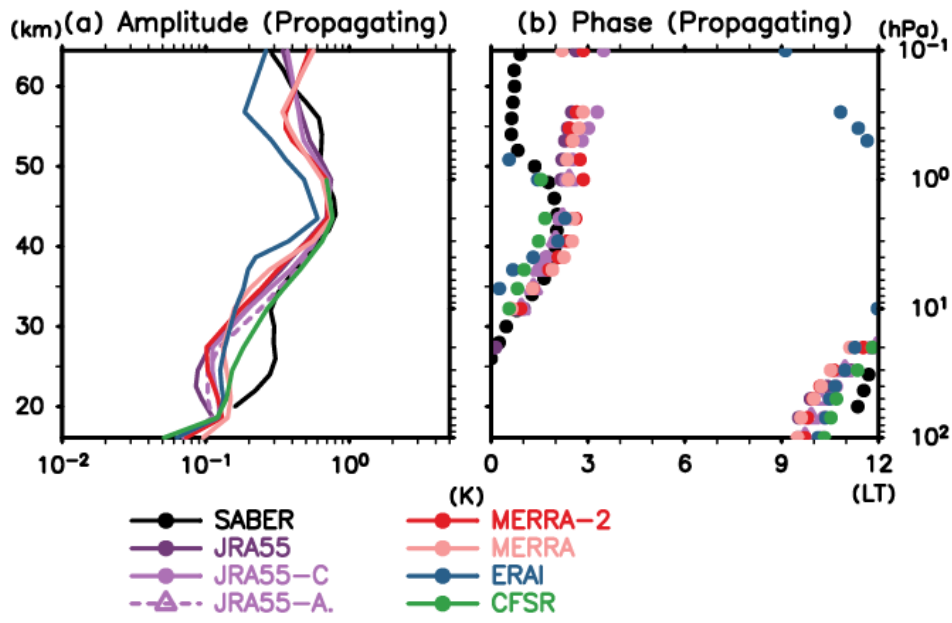 (km) (a) Amplitude (Propagating) (b) Phase (Propagating) (hPa)
60
50
40
30
20
10⁻¹
10⁰
10¹
10²
10⁻² 10⁻¹ 10⁰ 0 3 6 9 12
(K) (LT)
SABER MERRA-2
JRA55 MERRA
JRA55-C ERAI
JRA55-A. CFSR